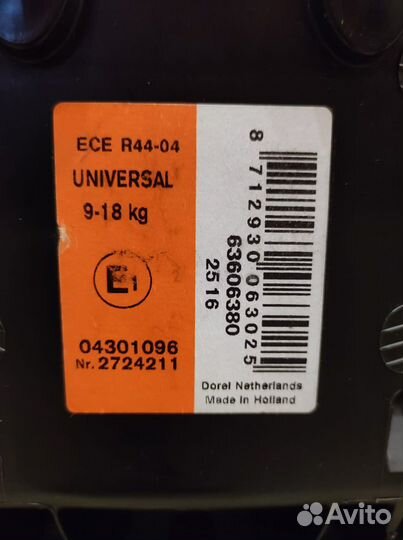 ECE R44-04
UNIVERSAL
9-18 kg
E1
04301096
Nr. 2724211
8 712930 063025
63606380
2516
Dorel Netherlands
Made in Holland
Avito